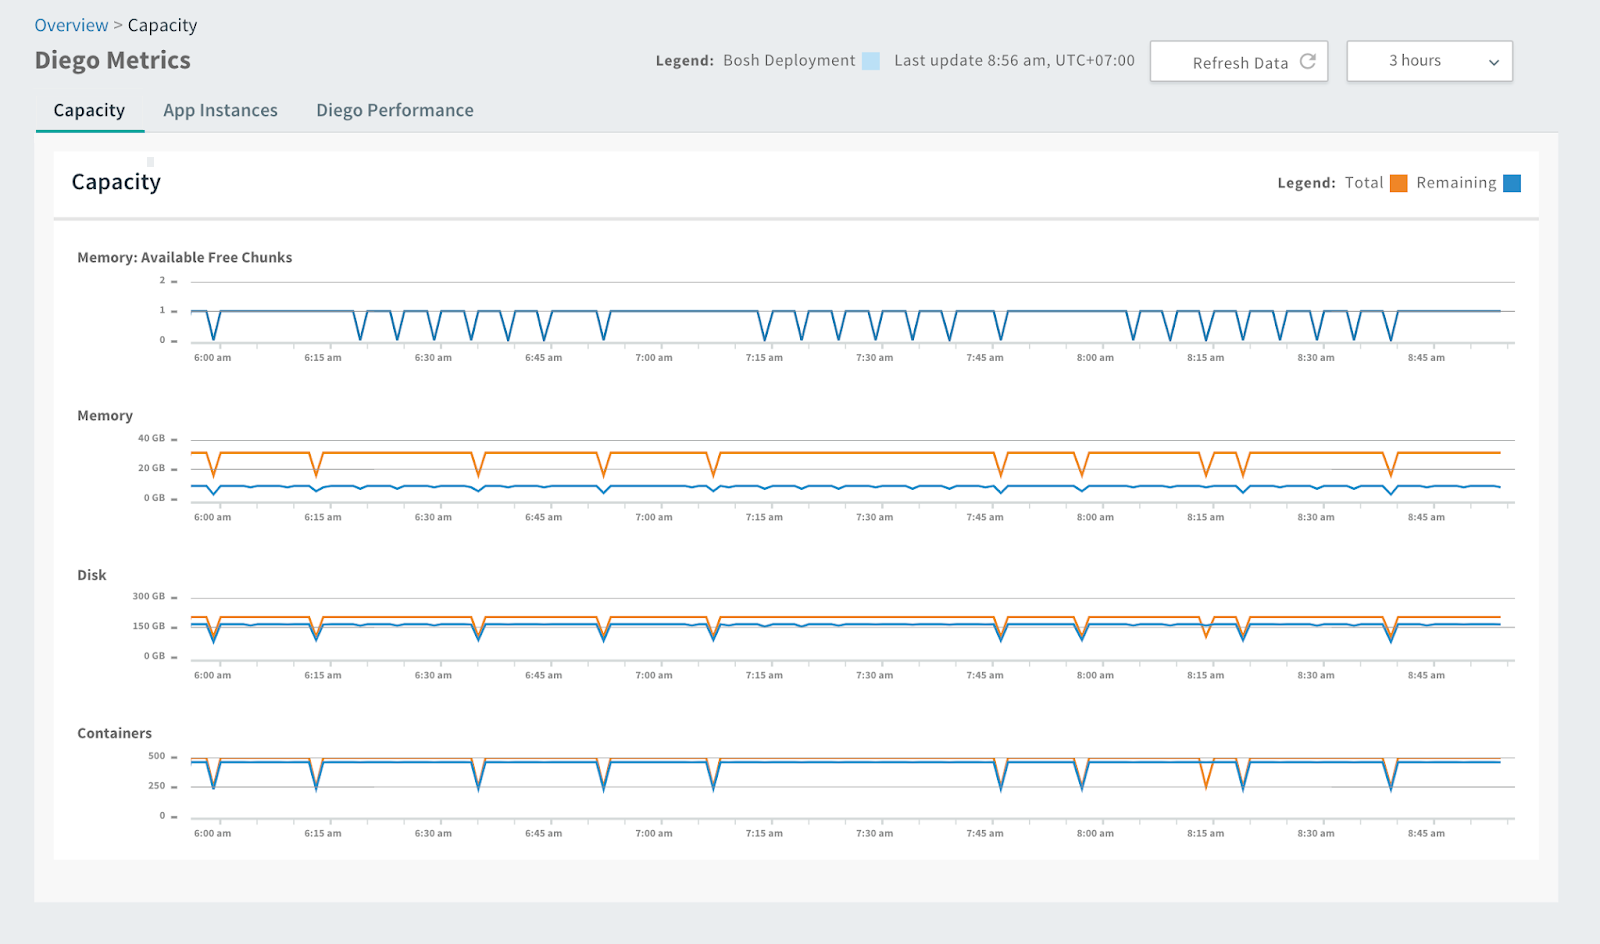 Overview > Capacity
Diego Metrics
Legend: Bosh Deployment Last update 8:56 am, UTC+07:00 Refresh Data 3 hours
Capacity App Instances Diego Performance
Capacity
Legend: Total Remaining
Memory: Available Free Chunks
2
1
0
6:00 am 6:15 am 6:30 am 6:45 am 7:00 am 7:15 am 7:30 am 7:45 am 8:00 am 8:15 am 8:30 am 8:45 am
Memory
40 GB
20 GB
0 GB
6:00 am 6:15 am 6:30 am 6:45 am 7:00 am 7:15 am 7:30 am 7:45 am 8:00 am 8:15 am 8:30 am 8:45 am
Disk
300 GB
150 GB
0 GB
6:00 am 6:15 am 6:30 am 6:45 am 7:00 am 7:15 am 7:30 am 7:45 am 8:00 am 8:15 am 8:30 am 8:45 am
Containers
500
250
0
6:00 am 6:15 am 6:30 am 6:45 am 7:00 am 7:15 am 7:30 am 7:45 am 8:00 am 8:15 am 8:30 am 8:45 am